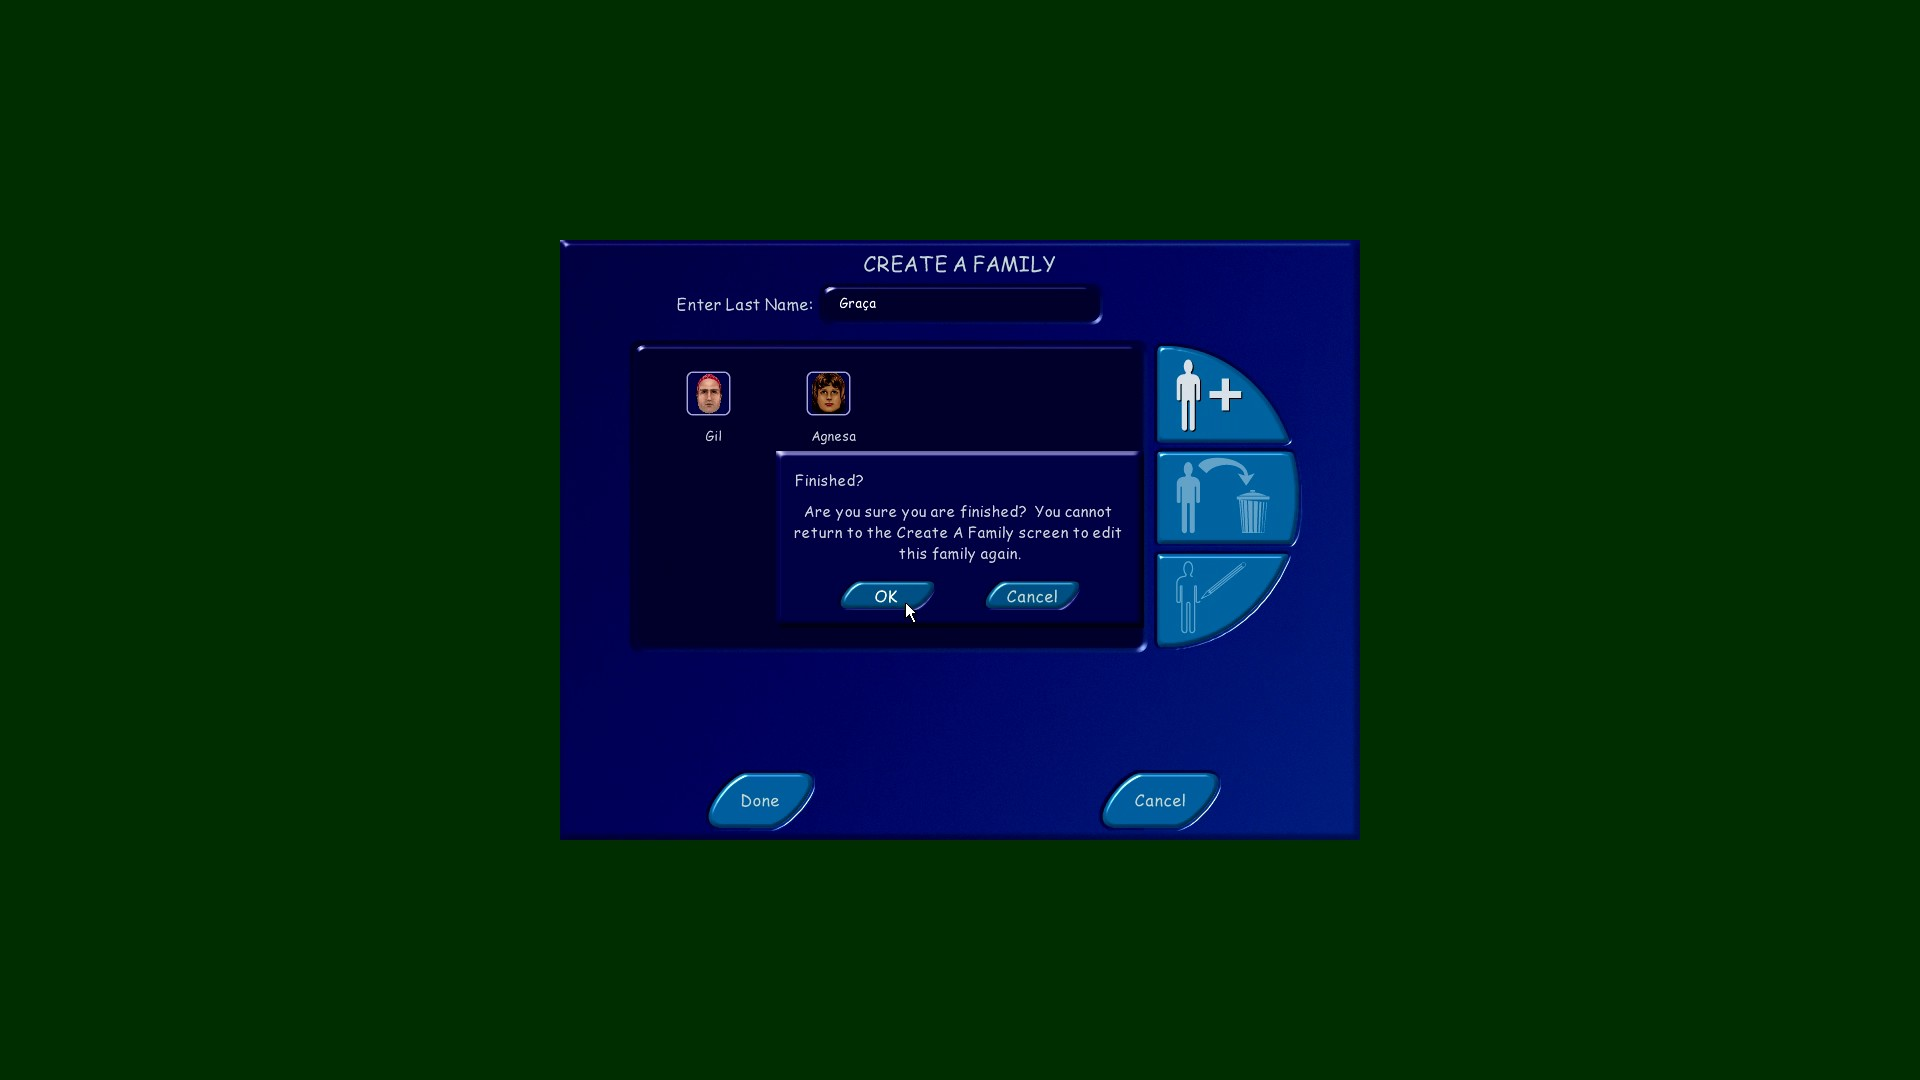 CREATE A FAMILY
Enter Last Name: Graça
Gil
Agnesa
Finished?
Are you sure you are finished? You cannot
return to the Create A Family screen to edit
this family again.
OK
Cancel
Done
Cancel